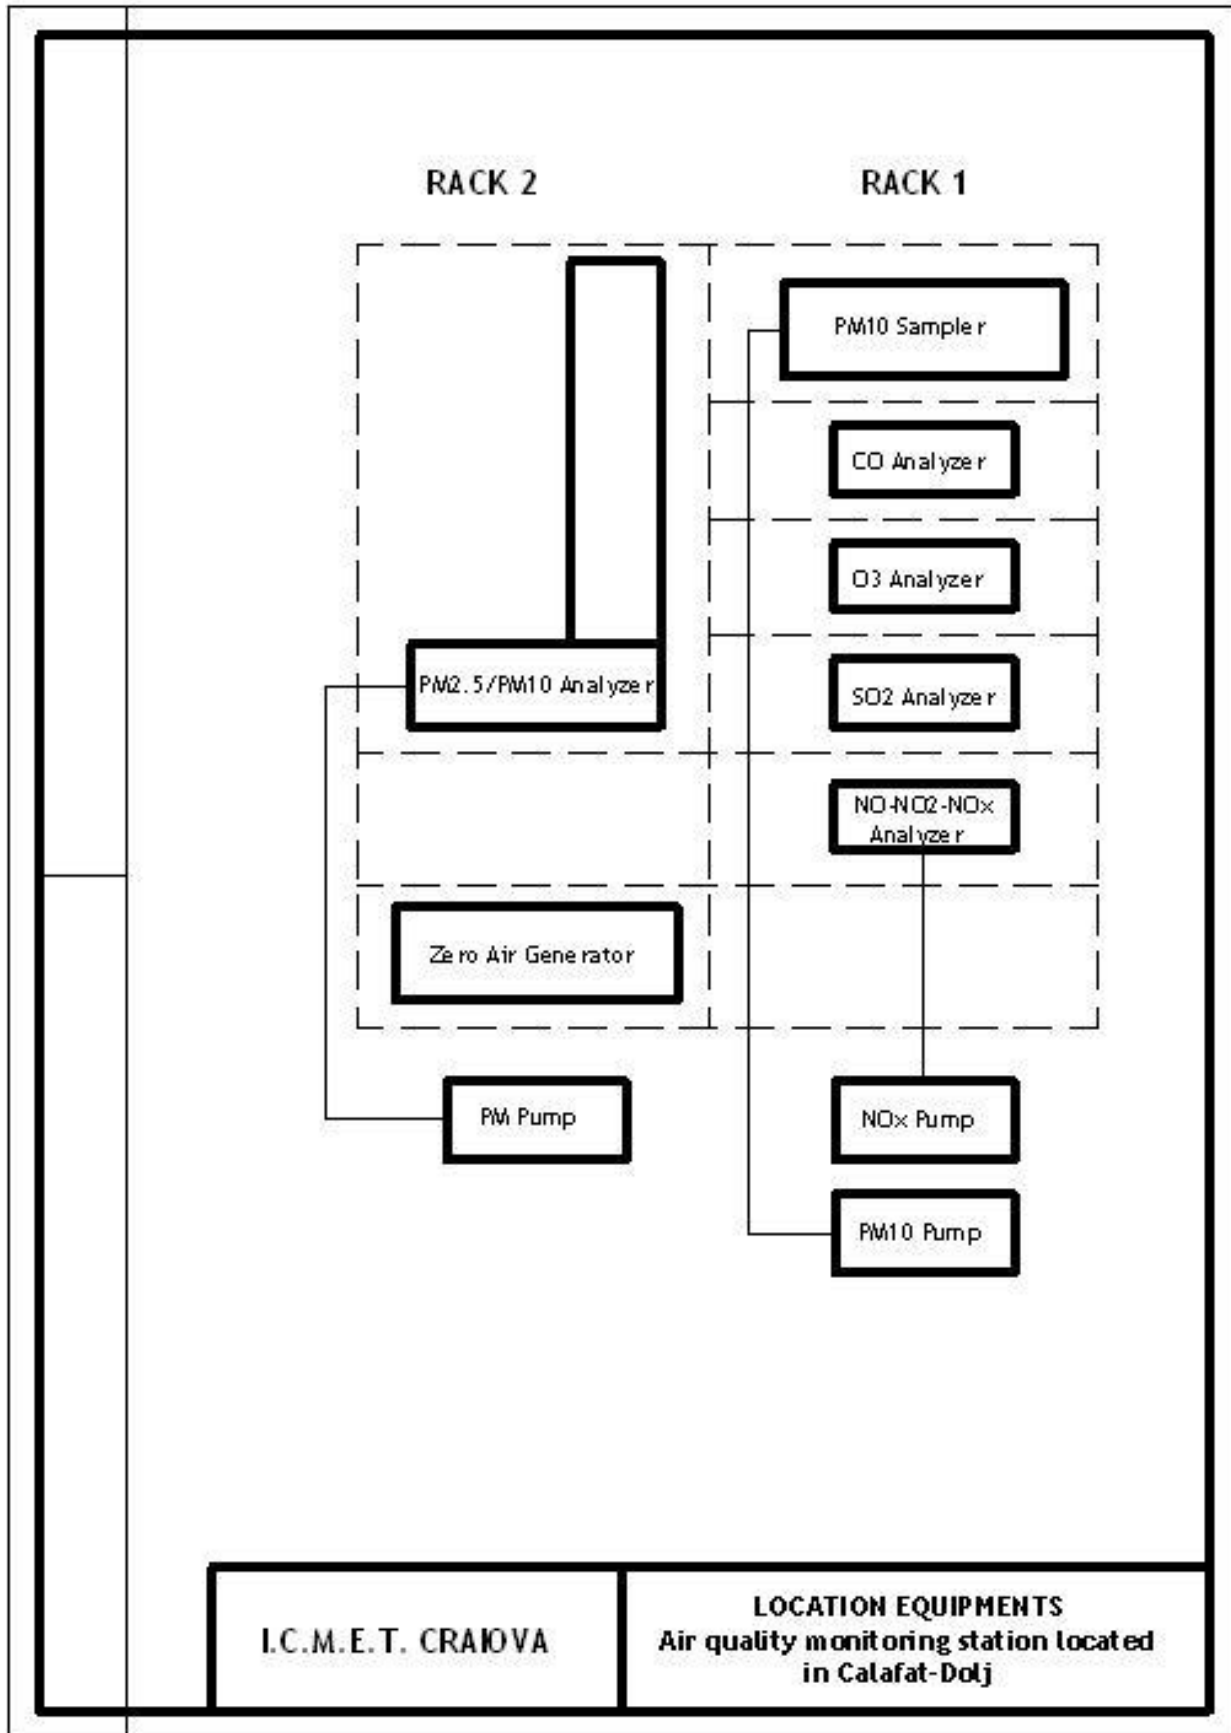 RACK 2
RACK 1
PM10 Sampler
CO Analyzer
O3 Analyzer
PM2.5/PM10 Analyzer
SO2 Analyzer
NO-NO2-NOx
Analyzer
Zero Air Generator
PM Pump
NOx Pump
PM10 Pump
I.C.M.E.T. CRAIOVA
LOCATION EQUIPMENTS
Air quality monitoring station located
in Calafat-Dolj